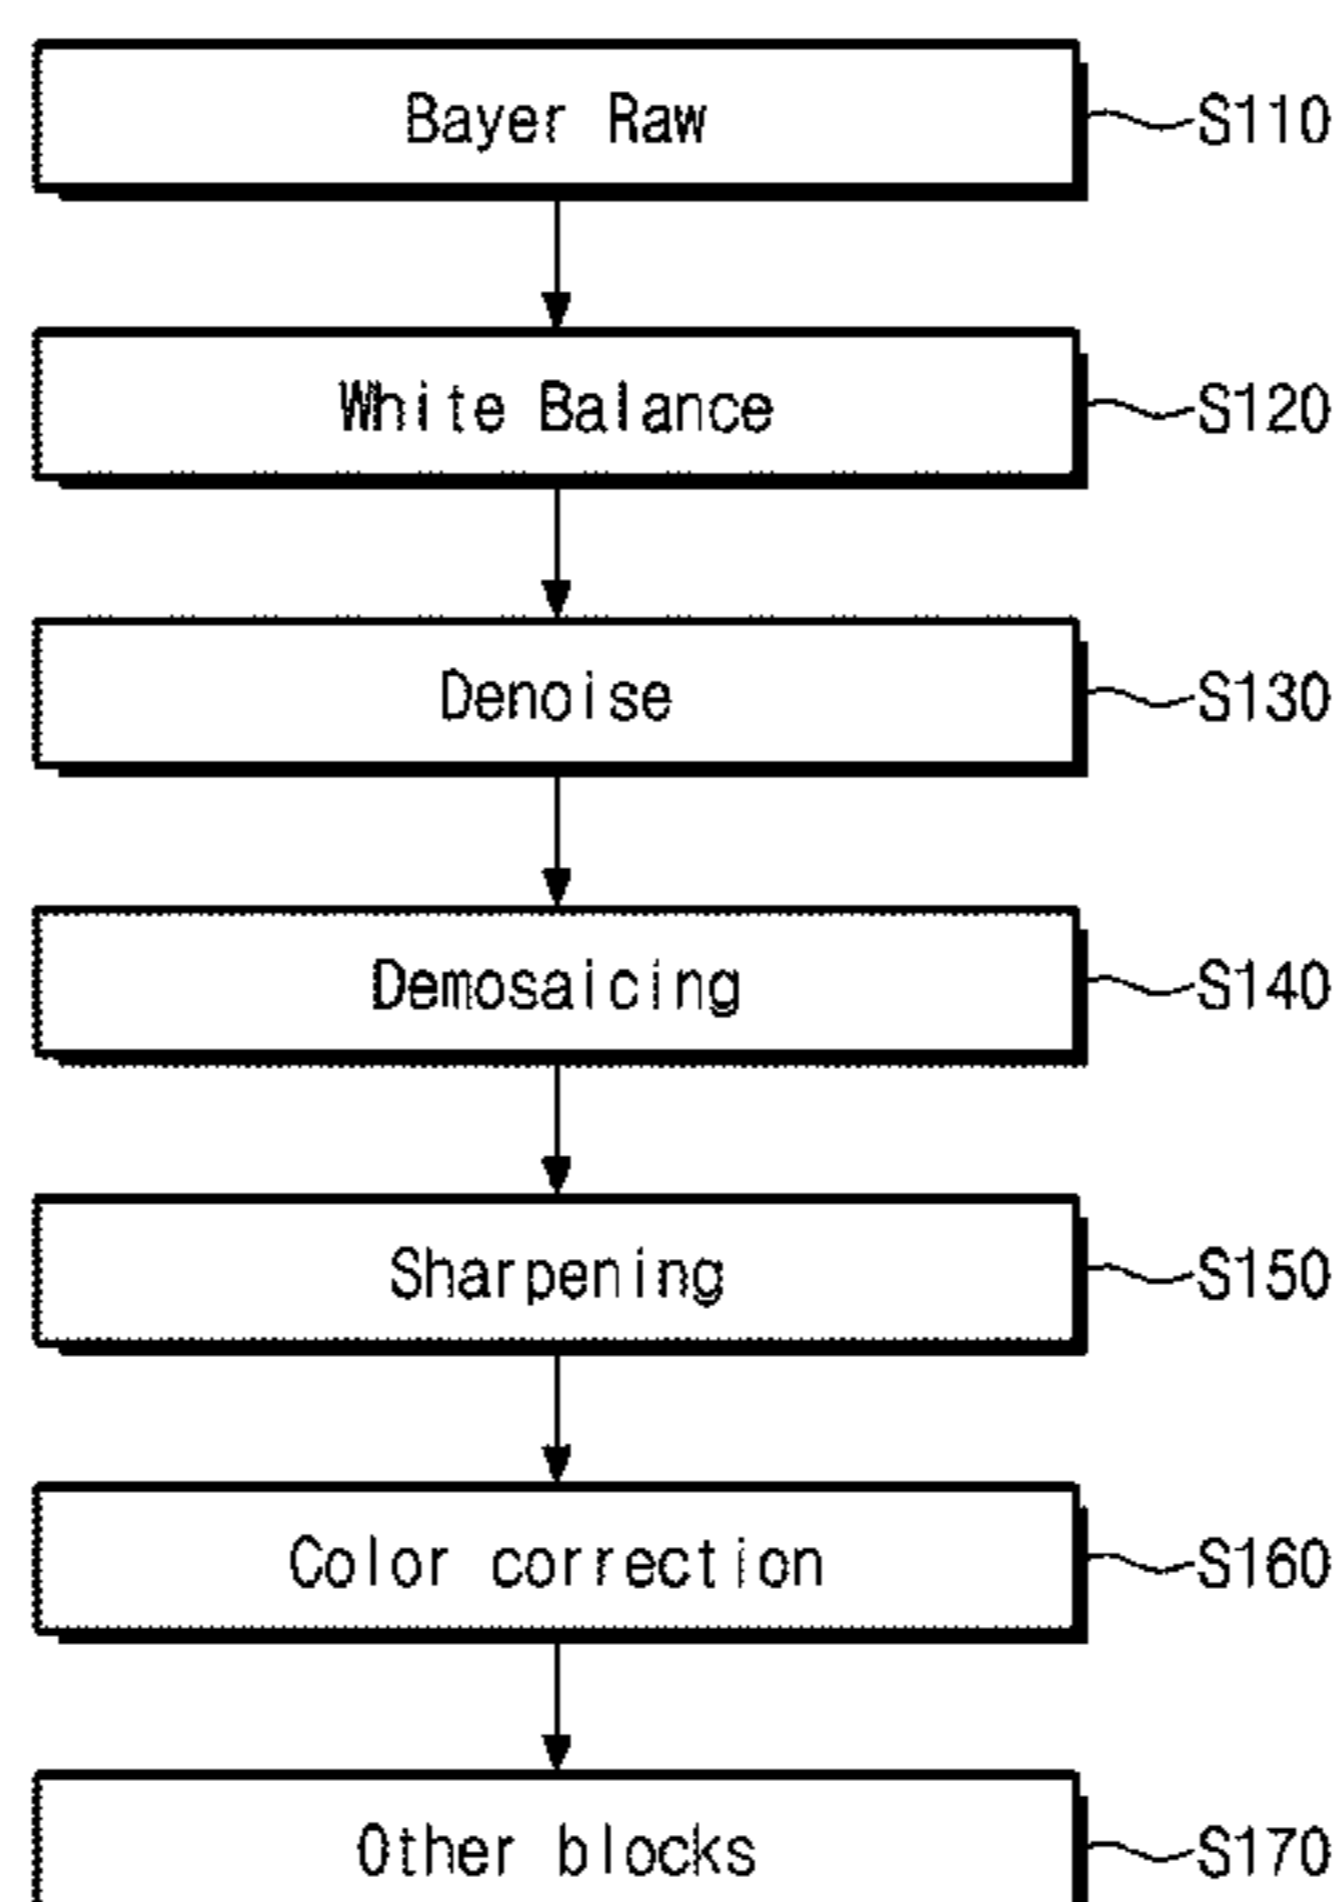 Bayer Raw S110
White Balance S120
Denoise S130
Demosaicing S140
Sharpening S150
Color correction S160
Other blocks S170